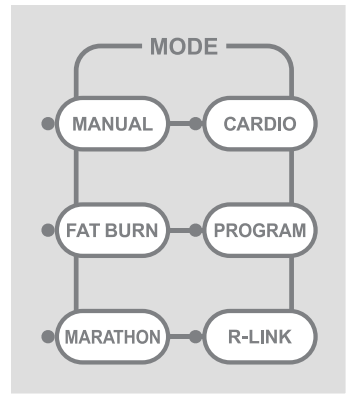 MODE
MANUAL CARDIO
FAT BURN PROGRAM
MARATHON R-LINK